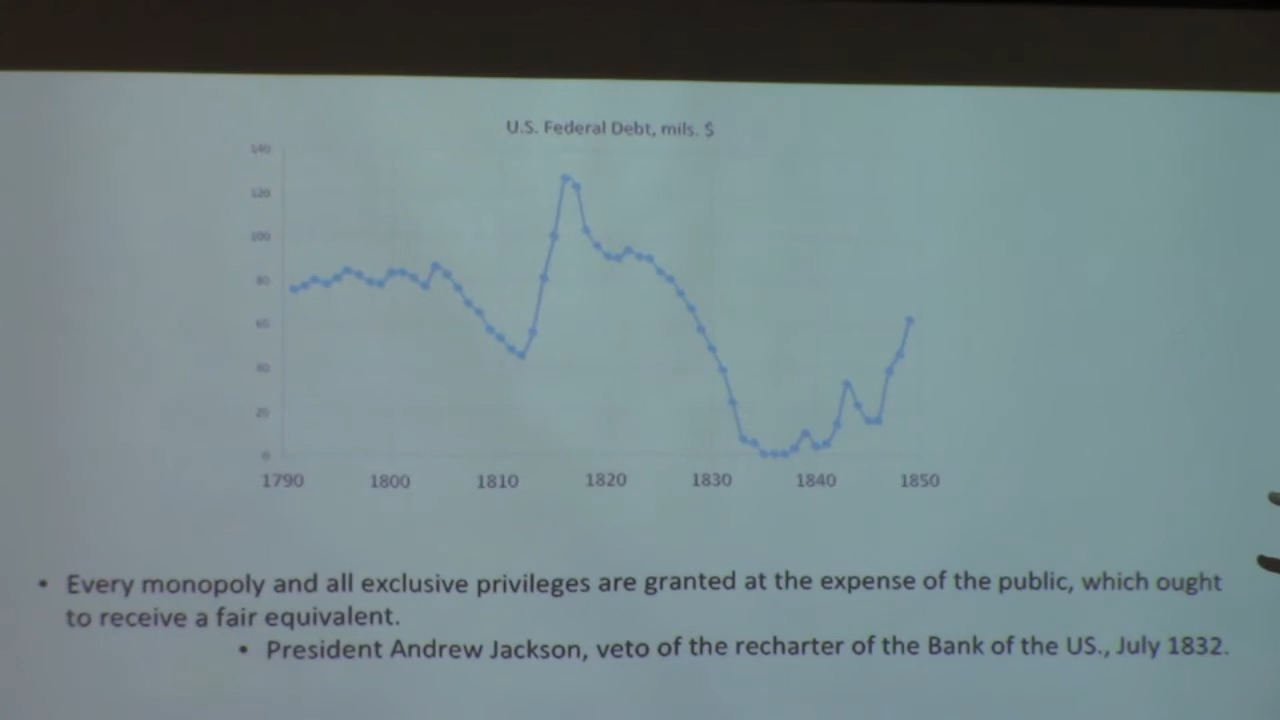 U.S. Federal Debt, mils. $
140
120
100
80
60
40
20
0
1790 1800 1810 1820 1830 1840 1850
• Every monopoly and all exclusive privileges are granted at the expense of the public, which ought
to receive a fair equivalent.
• President Andrew Jackson, veto of the recharter of the Bank of the US., July 1832.